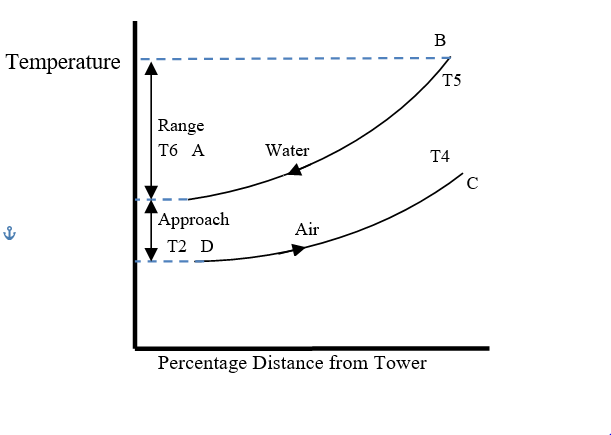 B
Temperature
T5
Range
T6 A
Water
T4
C
Approach
Air
T2 D
Percentage Distance from Tower